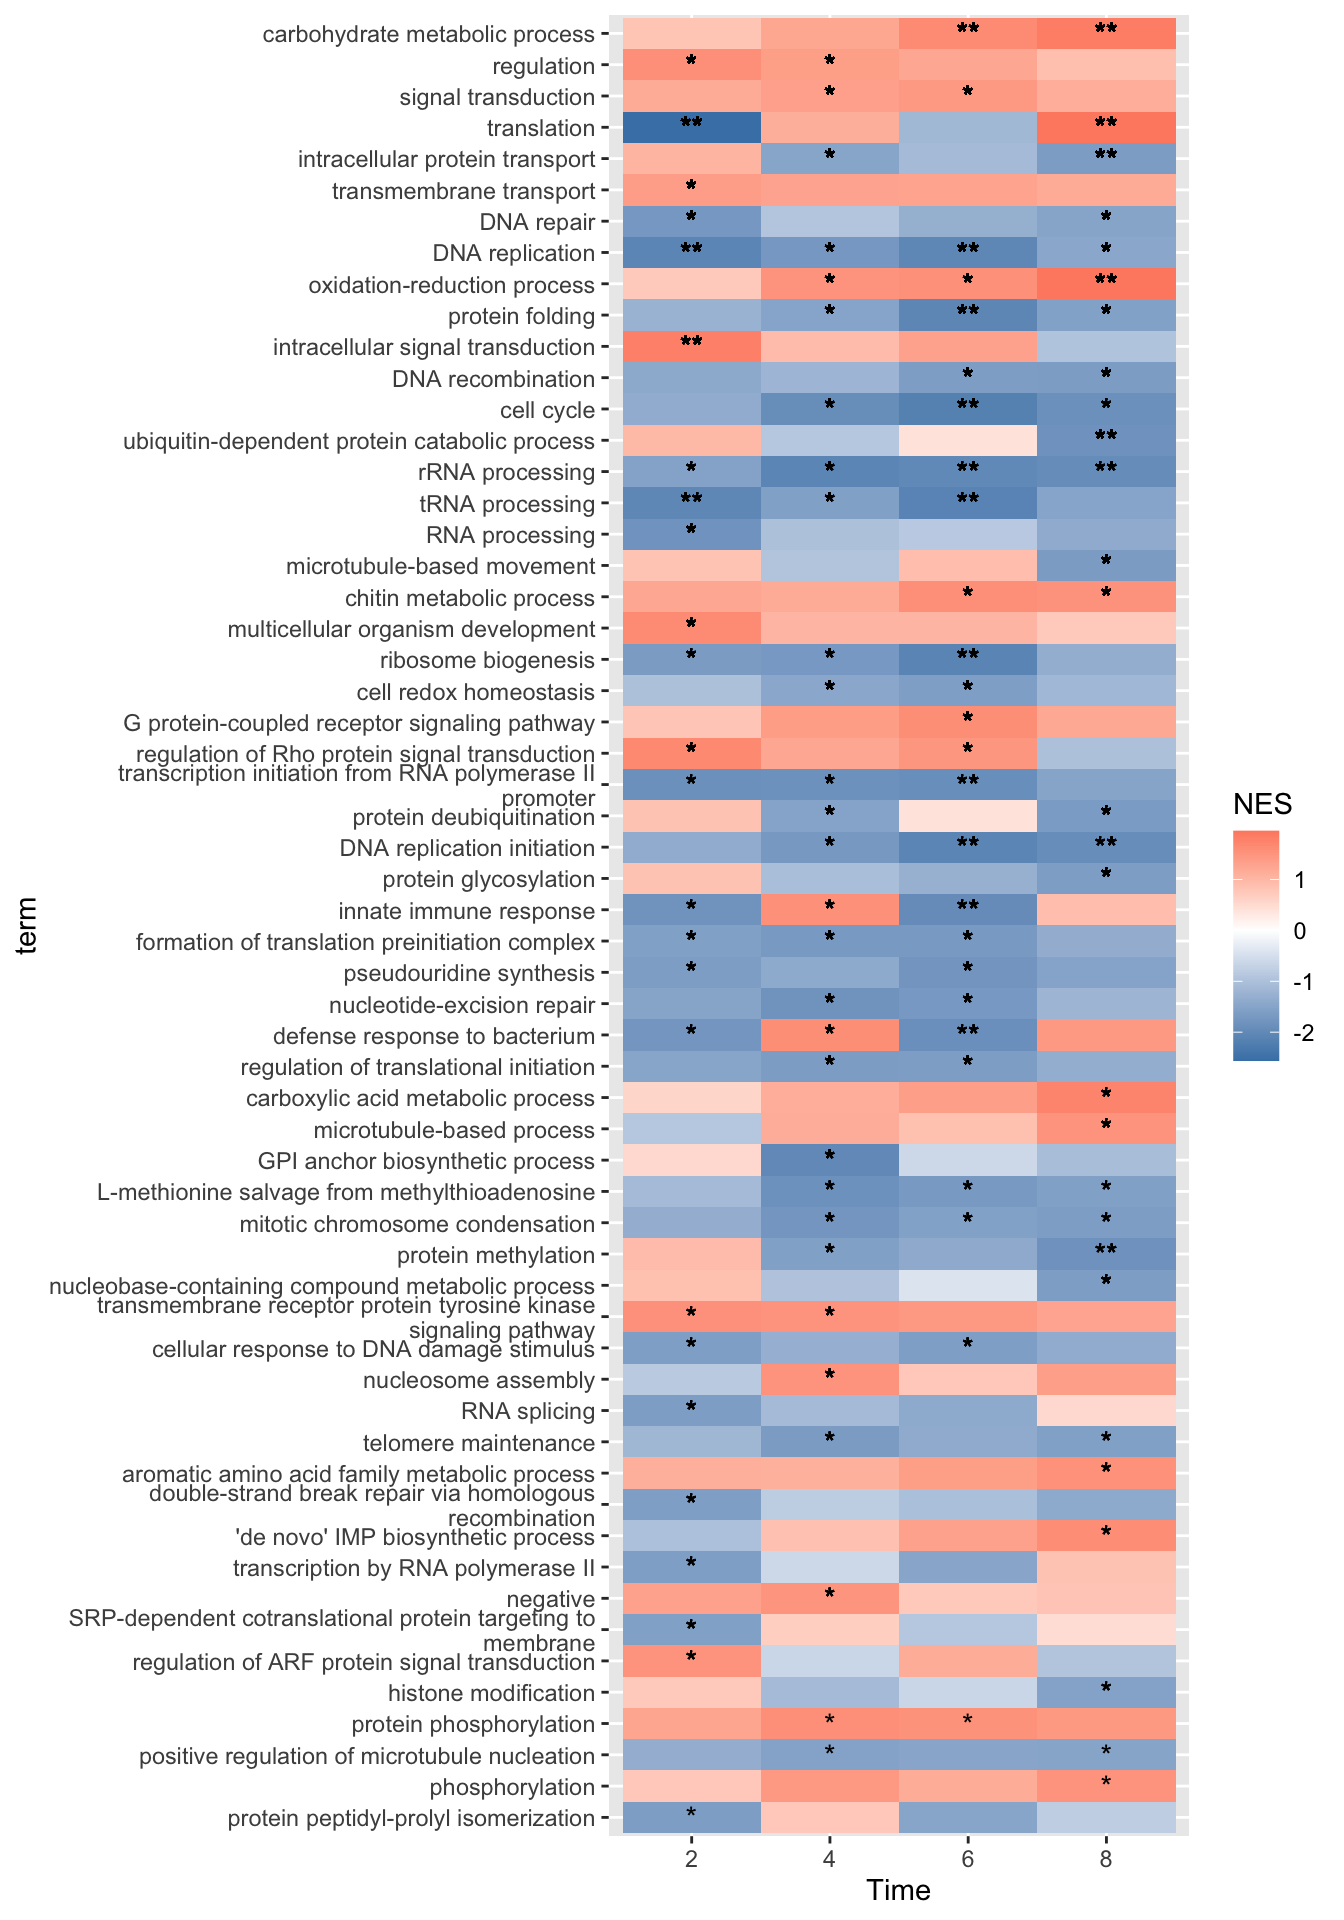 carbohydrate metabolic process ** **
regulation * *
signal transduction * *
translation ** **
intracellular protein transport * **
transmembrane transport *
DNA repair * *
DNA replication ** * ** *
oxidation-reduction process * * **
protein folding * ** *
intracellular signal transduction **
DNA recombination * *
cell cycle * ** *
ubiquitin-dependent protein catabolic process **
rRNA processing * * ** **
tRNA processing ** * **
RNA processing *
microtubule-based movement *
chitin metabolic process * *
multicellular organism development *
ribosome biogenesis * * **
cell redox homeostasis * *
G protein-coupled receptor signaling pathway *
regulation of Rho protein signal transduction * *
transcription initiation from RNA polymerase II
promoter * * **
protein deubiquitination * *
DNA replication initiation * ** **
protein glycosylation *
innate immune response * * **
formation of translation preinitiation complex * * *
pseudouridine synthesis * *
nucleotide-excision repair * *
defense response to bacterium * * **
regulation of translational initiation * *
carboxylic acid metabolic process *
microtubule-based process *
GPI anchor biosynthetic process *
L-methionine salvage from methylthioadenosine * * *
mitotic chromosome condensation * * *
protein methylation * **
nucleobase-containing compound metabolic process *
transmembrane receptor protein tyrosine kinase
signaling pathway * *
cellular response to DNA damage stimulus * *
nucleosome assembly *
RNA splicing *
telomere maintenance * *
aromatic amino acid family metabolic process *
double-strand break repair via homologous
recombination *
'de novo' IMP biosynthetic process *
transcription by RNA polymerase II *
negative *
SRP-dependent cotranslational protein targeting to
membrane *
regulation of ARF protein signal transduction *
histone modification *
protein phosphorylation * *
positive regulation of microtubule nucleation * *
phosphorylation *
protein peptidyl-prolyl isomerization *
2 4 6 8
Time
term
NES
1
0
-1
-2